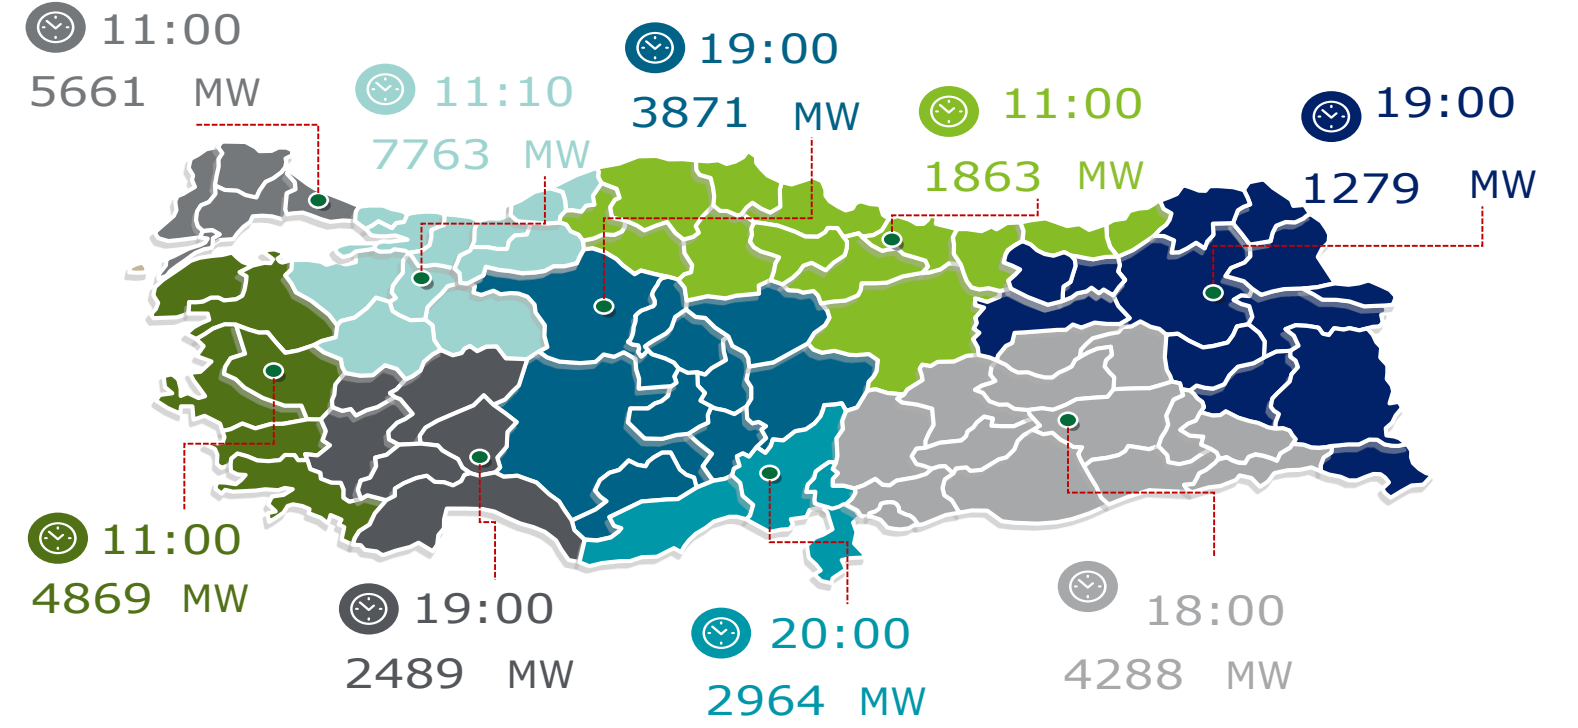 11:00
5661 MW
11:10
7763 MW
19:00
3871 MW
11:00
1863 MW
19:00
1279 MW
11:00
4869 MW
19:00
2489 MW
20:00
2964 MW
18:00
4288 MW